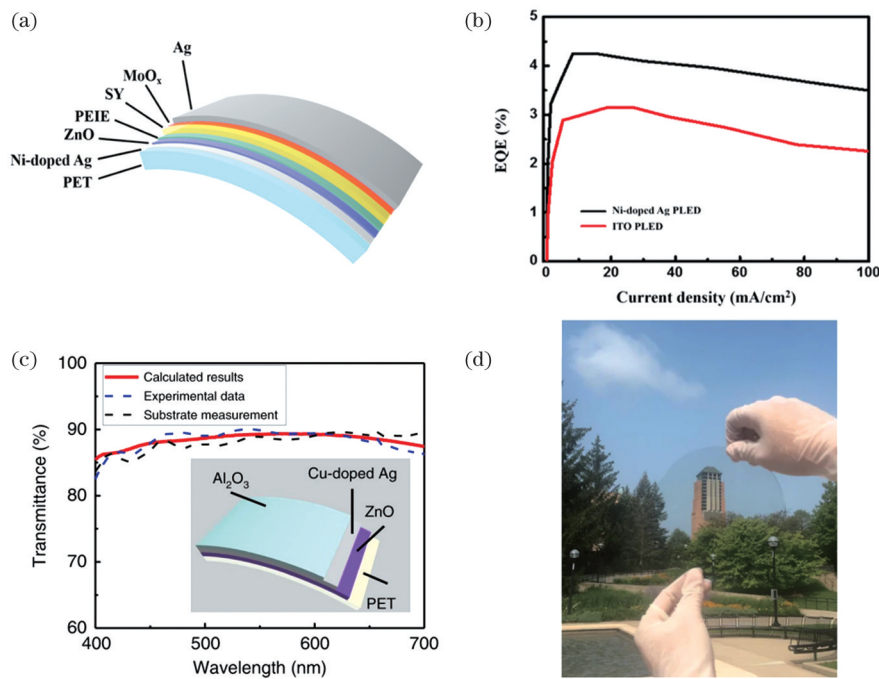 (a)
Ag
MoOₓ
SY
PEIE
ZnO
Ni-doped Ag
PET
(b)
5
4
3
2
1
0
EQE (%)
Ni-doped Ag PLED
ITO PLED
0 20 40 60 80 100
Current density (mA/cm²)
(c)
100
90
80
70
60
Transmittance (%)
Calculated results
Experimental data
Substrate measurement
Al₂O₃
Cu-doped Ag
ZnO
PET
400 500 600 700
Wavelength (nm)
(d)